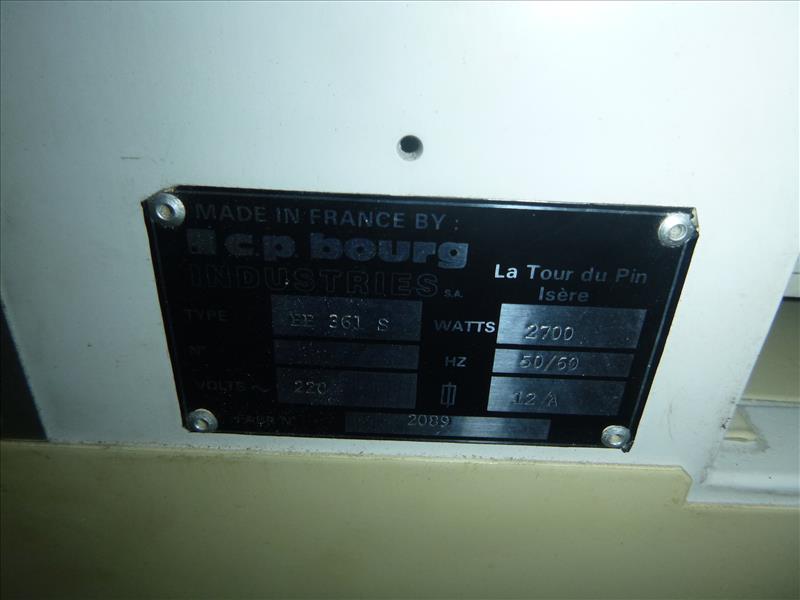 MADE IN FRANCE BY :
c.p. bourg
INDUSTRIES S.A.
La Tour du Pin
Isère
TYPE 361 S WATTS 2700
N° HZ 50/60
VOLTS ~ 220 12 A
FABR N° 2089